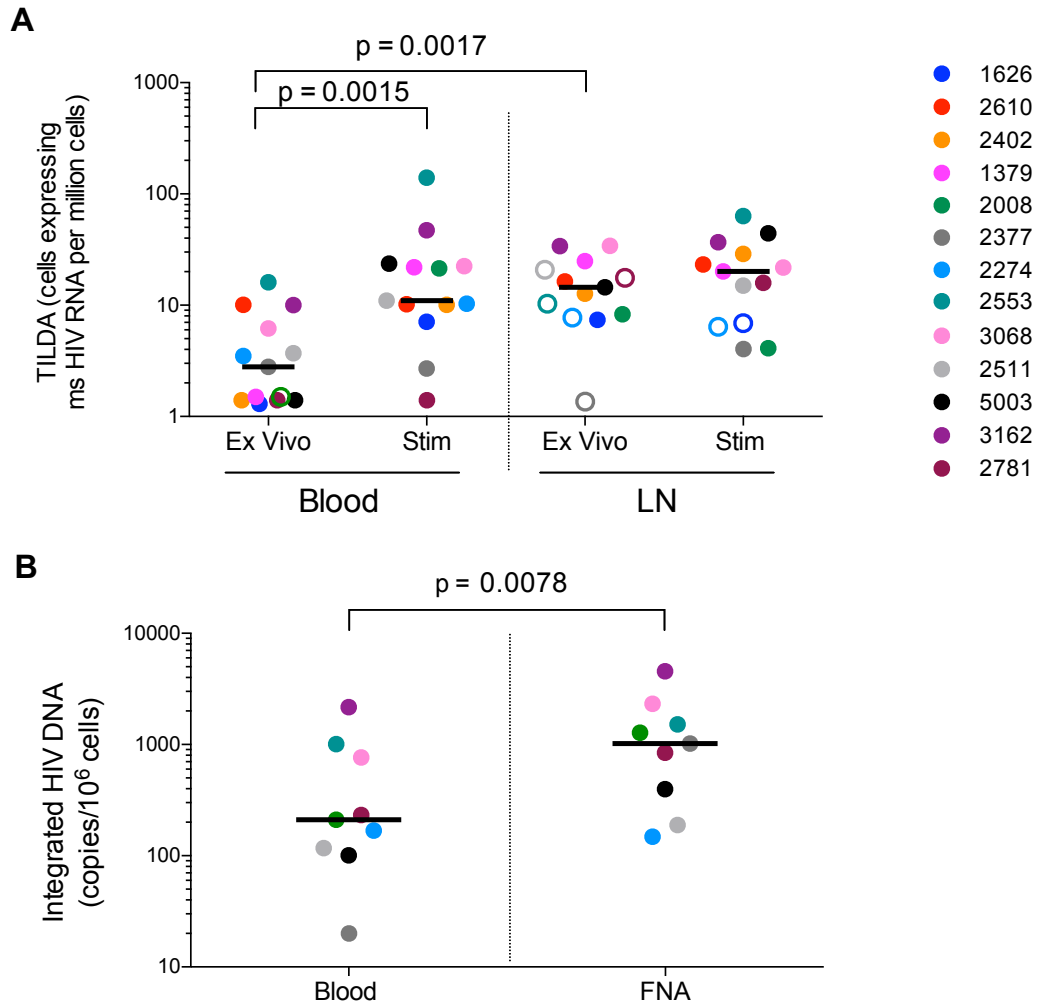 A
p = 0.0017
p = 0.0015
TILDA (cells expressing
ms HIV RNA per million cells)
1000
100
10
1
Ex Vivo Stim Ex Vivo Stim
Blood LN
1626
2610
2402
1379
2008
2377
2274
2553
3068
2511
5003
3162
2781
B
p = 0.0078
Integrated HIV DNA
(copies/10⁶ cells)
10000
1000
100
10
Blood FNA